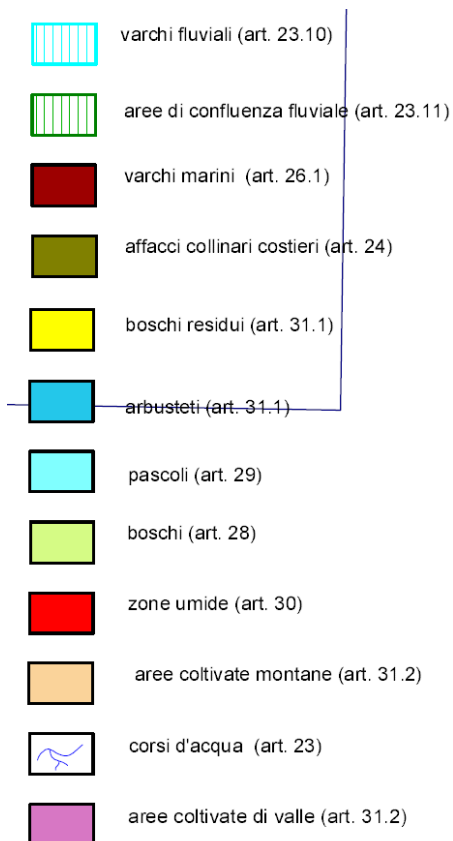 varchi fluviali (art. 23.10)
aree di confluenza fluviale (art. 23.11)
varchi marini (art. 26.1)
affacci collinari costieri (art. 24)
boschi residui (art. 31.1)
arbusteti (art. 31.1)
pascoli (art. 29)
boschi (art. 28)
zone umide (art. 30)
aree coltivate montane (art. 31.2)
corsi d'acqua (art. 23)
aree coltivate di valle (art. 31.2)